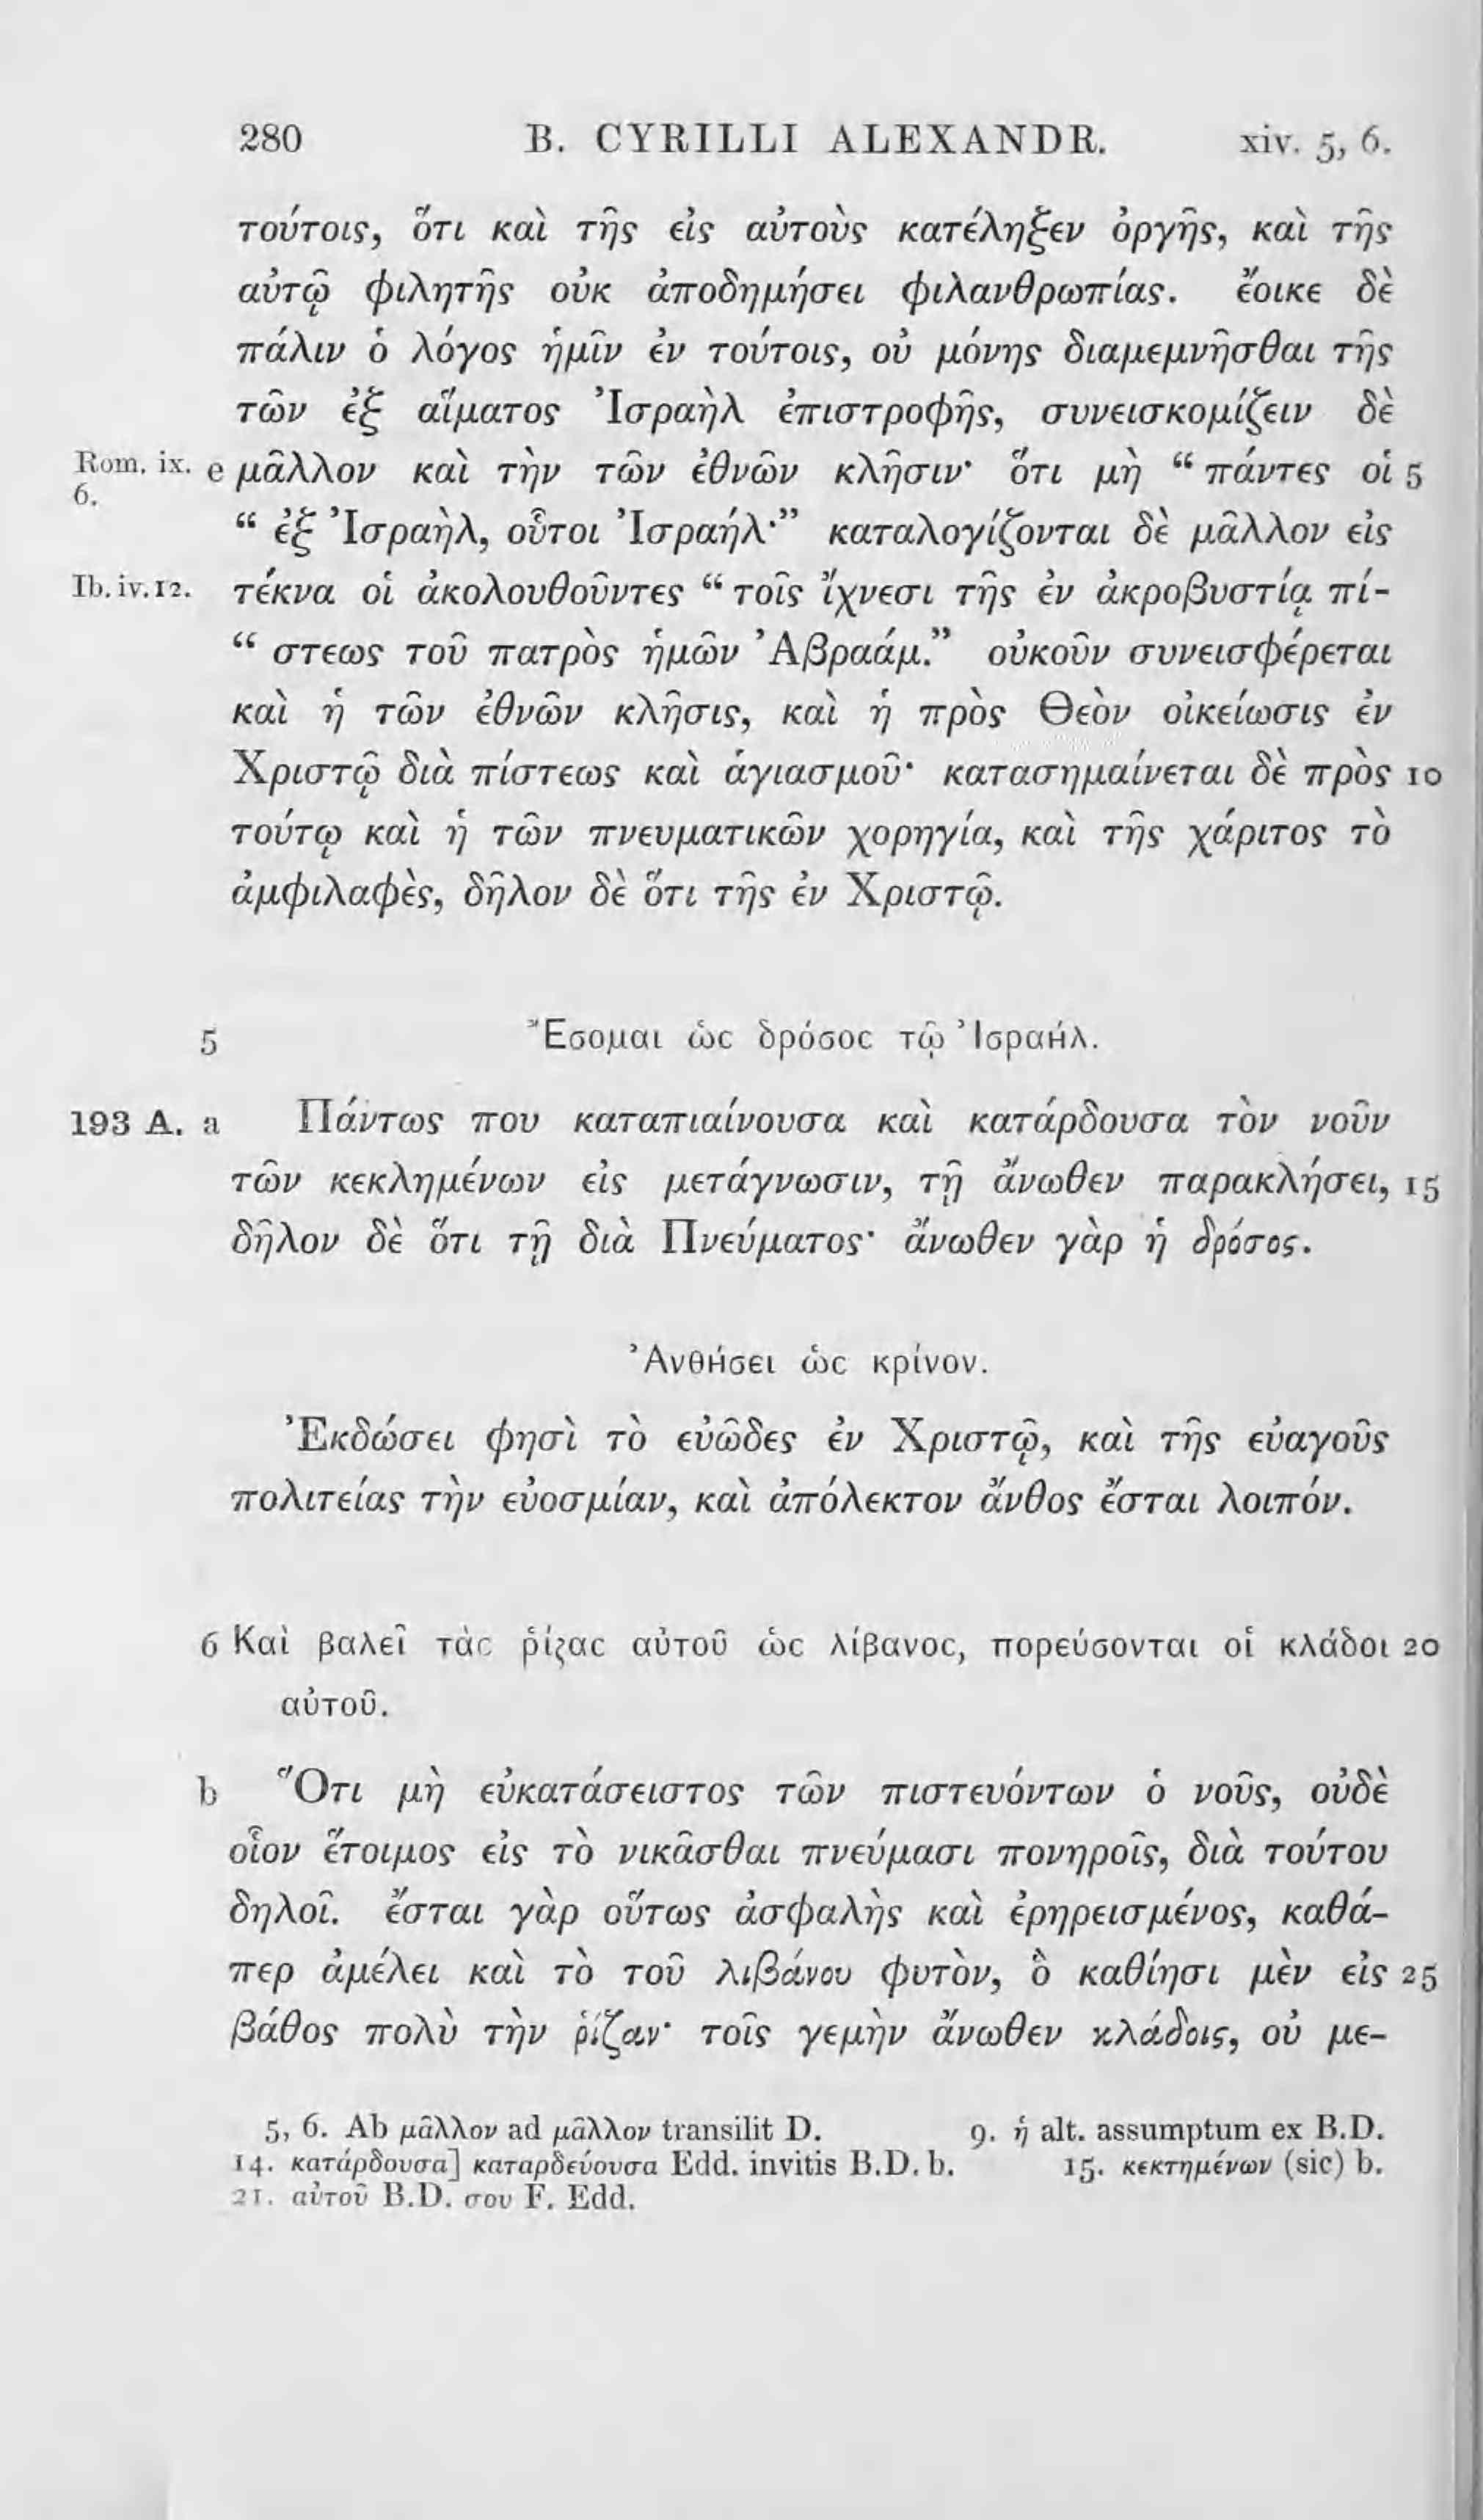 280 B. CYRILLI ALEXANDR. xiv. 5, 6.
τούτοις, ὅτι καὶ τῆς εἰς αὐτοὺς κατέληξεν ὀργῆς, καὶ τῆς
αὐτῷ φιλητῆς οὐκ ἀποδημήσει φιλανθρωπίας. ἔοικε δὲ
πάλιν ὁ λόγος ἡμῖν ἐν τούτοις, οὐ μόνης διαμεμνῆσθαι τῆς
τῶν ἐξ αἵματος Ἰσραὴλ ἐπιστροφῆς, συνεισκομίζειν δὲ
Rom. ix. e μᾶλλον καὶ τὴν τῶν ἐθνῶν κλῆσιν· ὅτι μὴ “ πάντες οἱ 5
6.
“ ἐξ Ἰσραὴλ, οὗτοι Ἰσραήλ·” καταλογίζονται δὲ μᾶλλον εἰς
Ib. iv. 12. τέκνα οἱ ἀκολουθοῦντες “ τοῖς ἴχνεσι τῆς ἐν ἀκροβυστίᾳ πί-
“ στεως τοῦ πατρὸς ἡμῶν Ἀβραάμ.” οὐκοῦν συνεισφέρεται
καὶ ἡ τῶν ἐθνῶν κλῆσις, καὶ ἡ πρὸς Θεὸν οἰκείωσις ἐν
Χριστῷ διὰ πίστεως καὶ ἁγιασμοῦ· κατασημαίνεται δὲ πρὸς 10
τούτῳ καὶ ἡ τῶν πνευματικῶν χορηγία, καὶ τῆς χάριτος τὸ
ἀμφιλαφὲς, δῆλον δὲ ὅτι τῆς ἐν Χριστῷ.
5 Ἔσομαι ὡς δρόσος τῷ Ἰσραήλ.
193 A. a Πάντως που καταπιαίνουσα καὶ κατάρδουσα τὸν νοῦν
τῶν κεκλημένων εἰς μετάγνωσιν, τῇ ἄνωθεν παρακλήσει, 15
δῆλον δὲ ὅτι τῇ διὰ Πνεύματος· ἄνωθεν γὰρ ἡ δρόσος.
Ἀνθήσει ὡς κρίνον.
Ἐκδώσει φησὶ τὸ εὐῶδες ἐν Χριστῷ, καὶ τῆς εὐαγοῦς
πολιτείας τὴν εὐοσμίαν, καὶ ἀπόλεκτον ἄνθος ἔσται λοιπόν.
6 Καὶ βαλεῖ τὰς ῥίζας αὐτοῦ ὡς λίβανος, πορεύσονται οἱ κλάδοι 20
αὐτοῦ.
b Ὅτι μὴ εὐκατάσειστος τῶν πιστευόντων ὁ νοῦς, οὐδὲ
οἷον ἕτοιμος εἰς τὸ νικᾶσθαι πνεύμασι πονηροῖς, διὰ τούτου
δηλοῖ. ἔσται γὰρ οὕτως ἀσφαλὴς καὶ ἐρηρεισμένος, καθά-
περ ἀμέλει καὶ τὸ τοῦ λιβάνου φυτὸν, ὃ καθίησι μὲν εἰς 25
βάθος πολὺ τὴν ῥίζαν· τοῖς γεμὴν ἄνωθεν κλάδοις, οὐ με-
5, 6. Ab μᾶλλον ad μᾶλλον transilit D. 9. ἡ alt. assumptum ex B.D.
14. κατάρδουσα] καταρδεύουσα Edd. invitis B.D. b. 15. κεκτημένων (sic) b.
21. αὐτοῦ B.D. σου F. Edd.